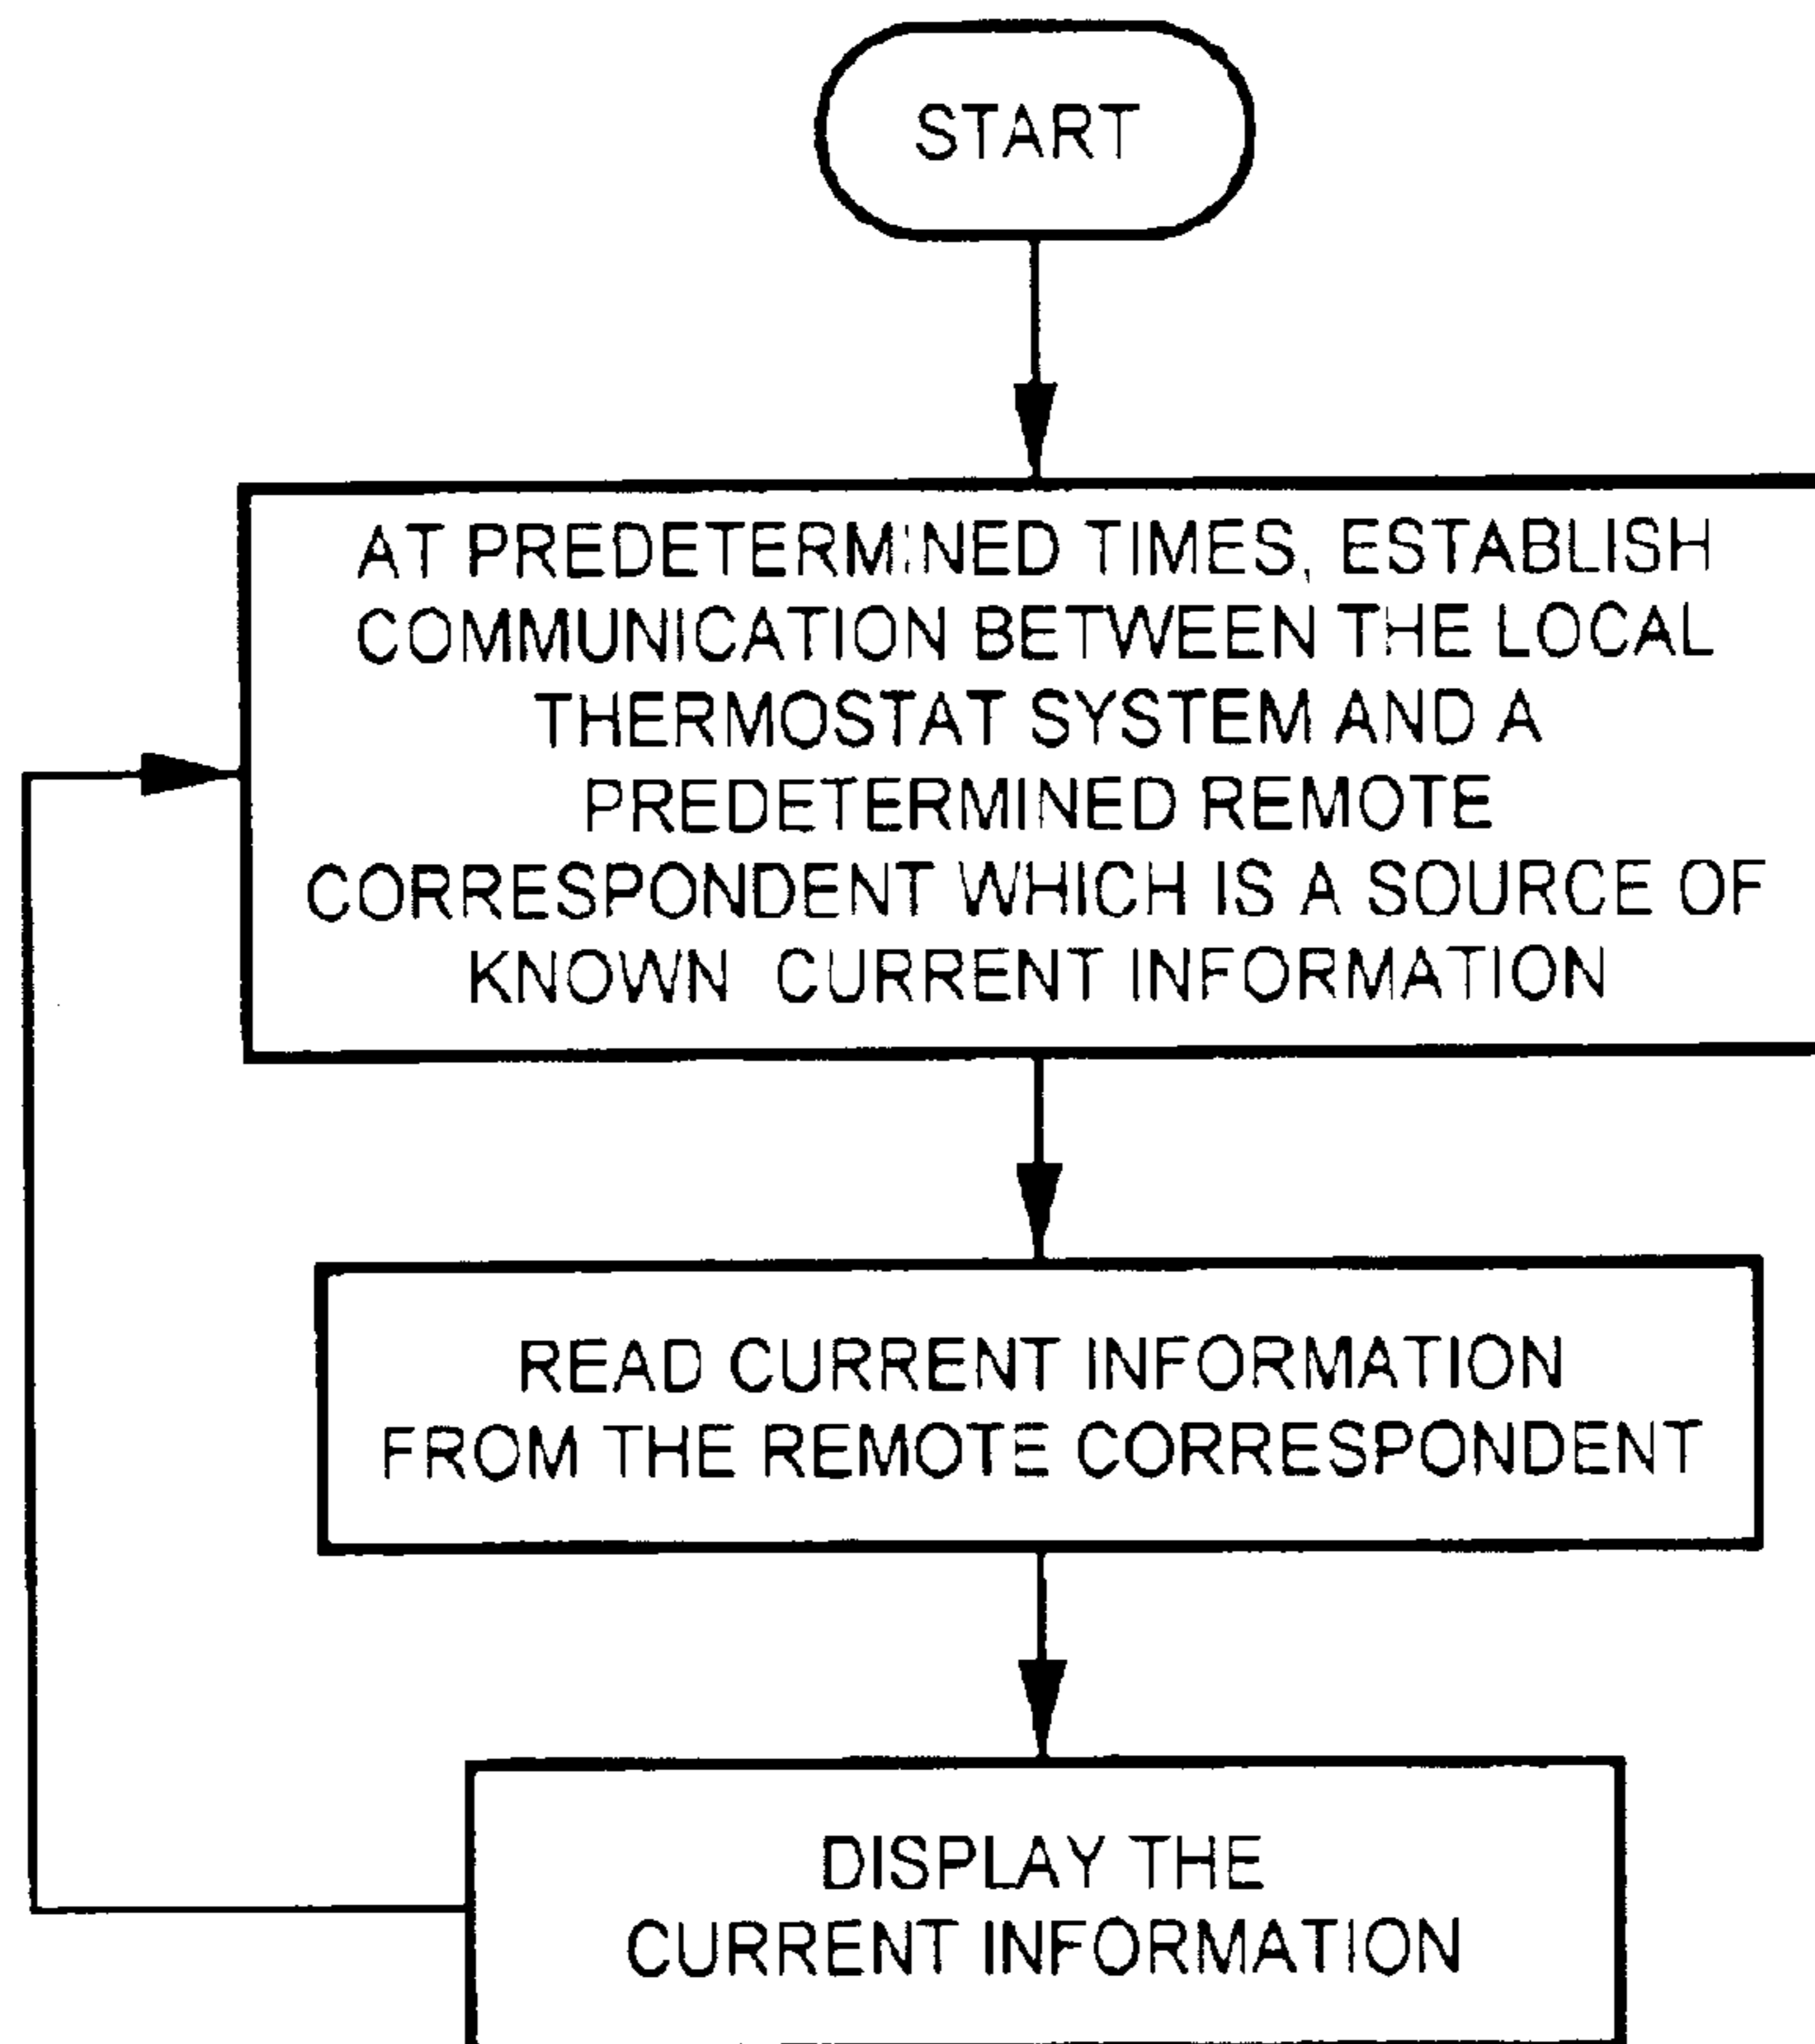 START
AT PREDETERMINED TIMES, ESTABLISH
COMMUNICATION BETWEEN THE LOCAL
THERMOSTAT SYSTEM AND A
PREDETERMINED REMOTE
CORRESPONDENT WHICH IS A SOURCE OF
KNOWN CURRENT INFORMATION
READ CURRENT INFORMATION
FROM THE REMOTE CORRESPONDENT
DISPLAY THE
CURRENT INFORMATION